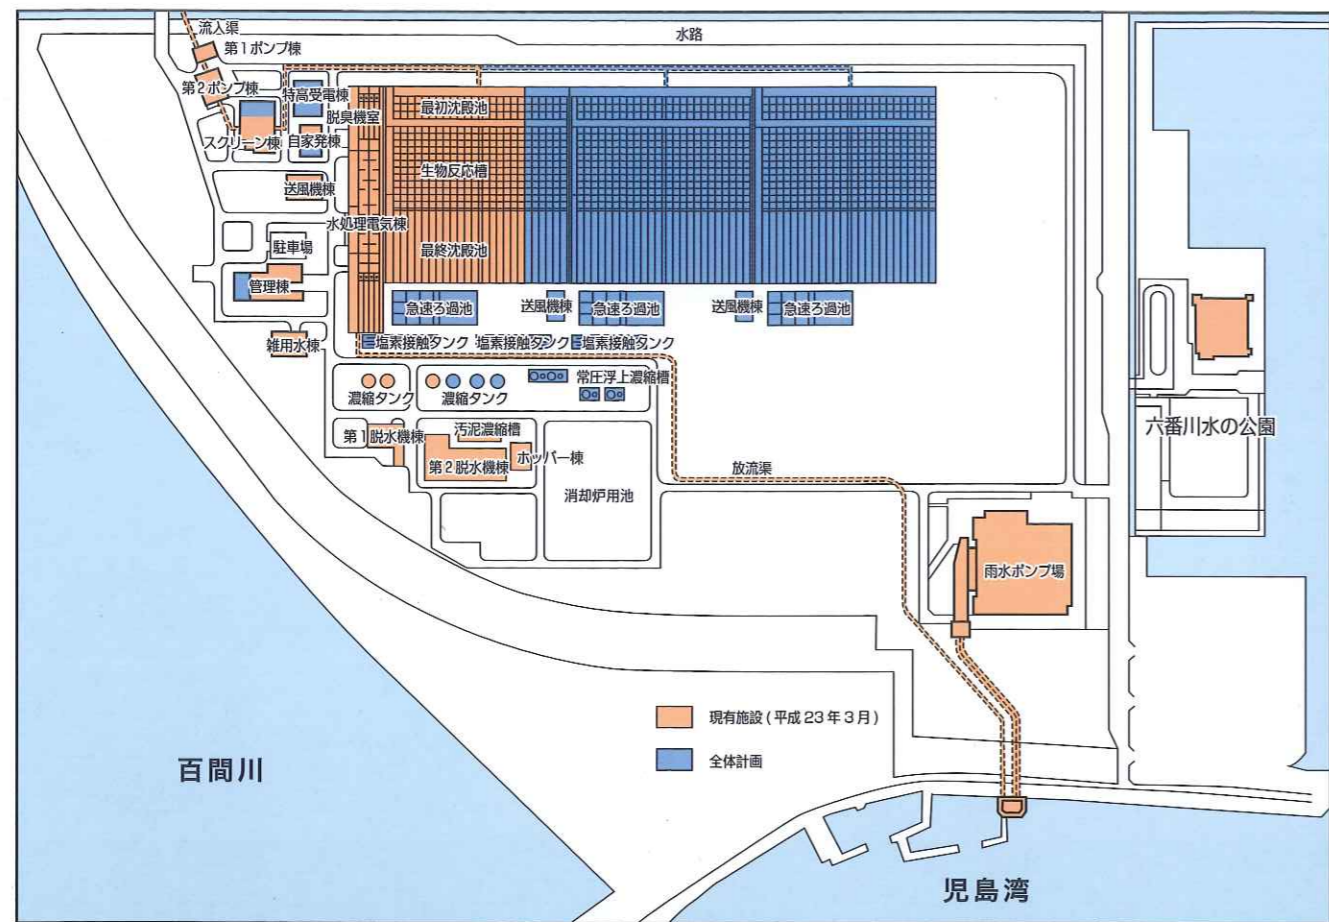 流入渠
水路
第1ポンプ棟
第2ポンプ棟
特高受電棟
脱臭機室
最初沈殿池
スクリーン棟
自家発棟
生物反応槽
送風機棟
水処理電気棟
駐車場
最終沈殿池
管理棟
急速ろ過池
送風機棟
急速ろ過池
送風機棟
急速ろ過池
雑用水棟
塩素接触タンク
塩素接触タンク
塩素接触タンク
常圧浮上濃縮槽
濃縮タンク
濃縮タンク
第1脱水機棟
汚泥濃縮槽
ホッパー棟
第2脱水機棟
消却炉用池
放流渠
六番川水の公園
雨水ポンプ場
現有施設(平成23年3月)
全体計画
百間川
児島湾